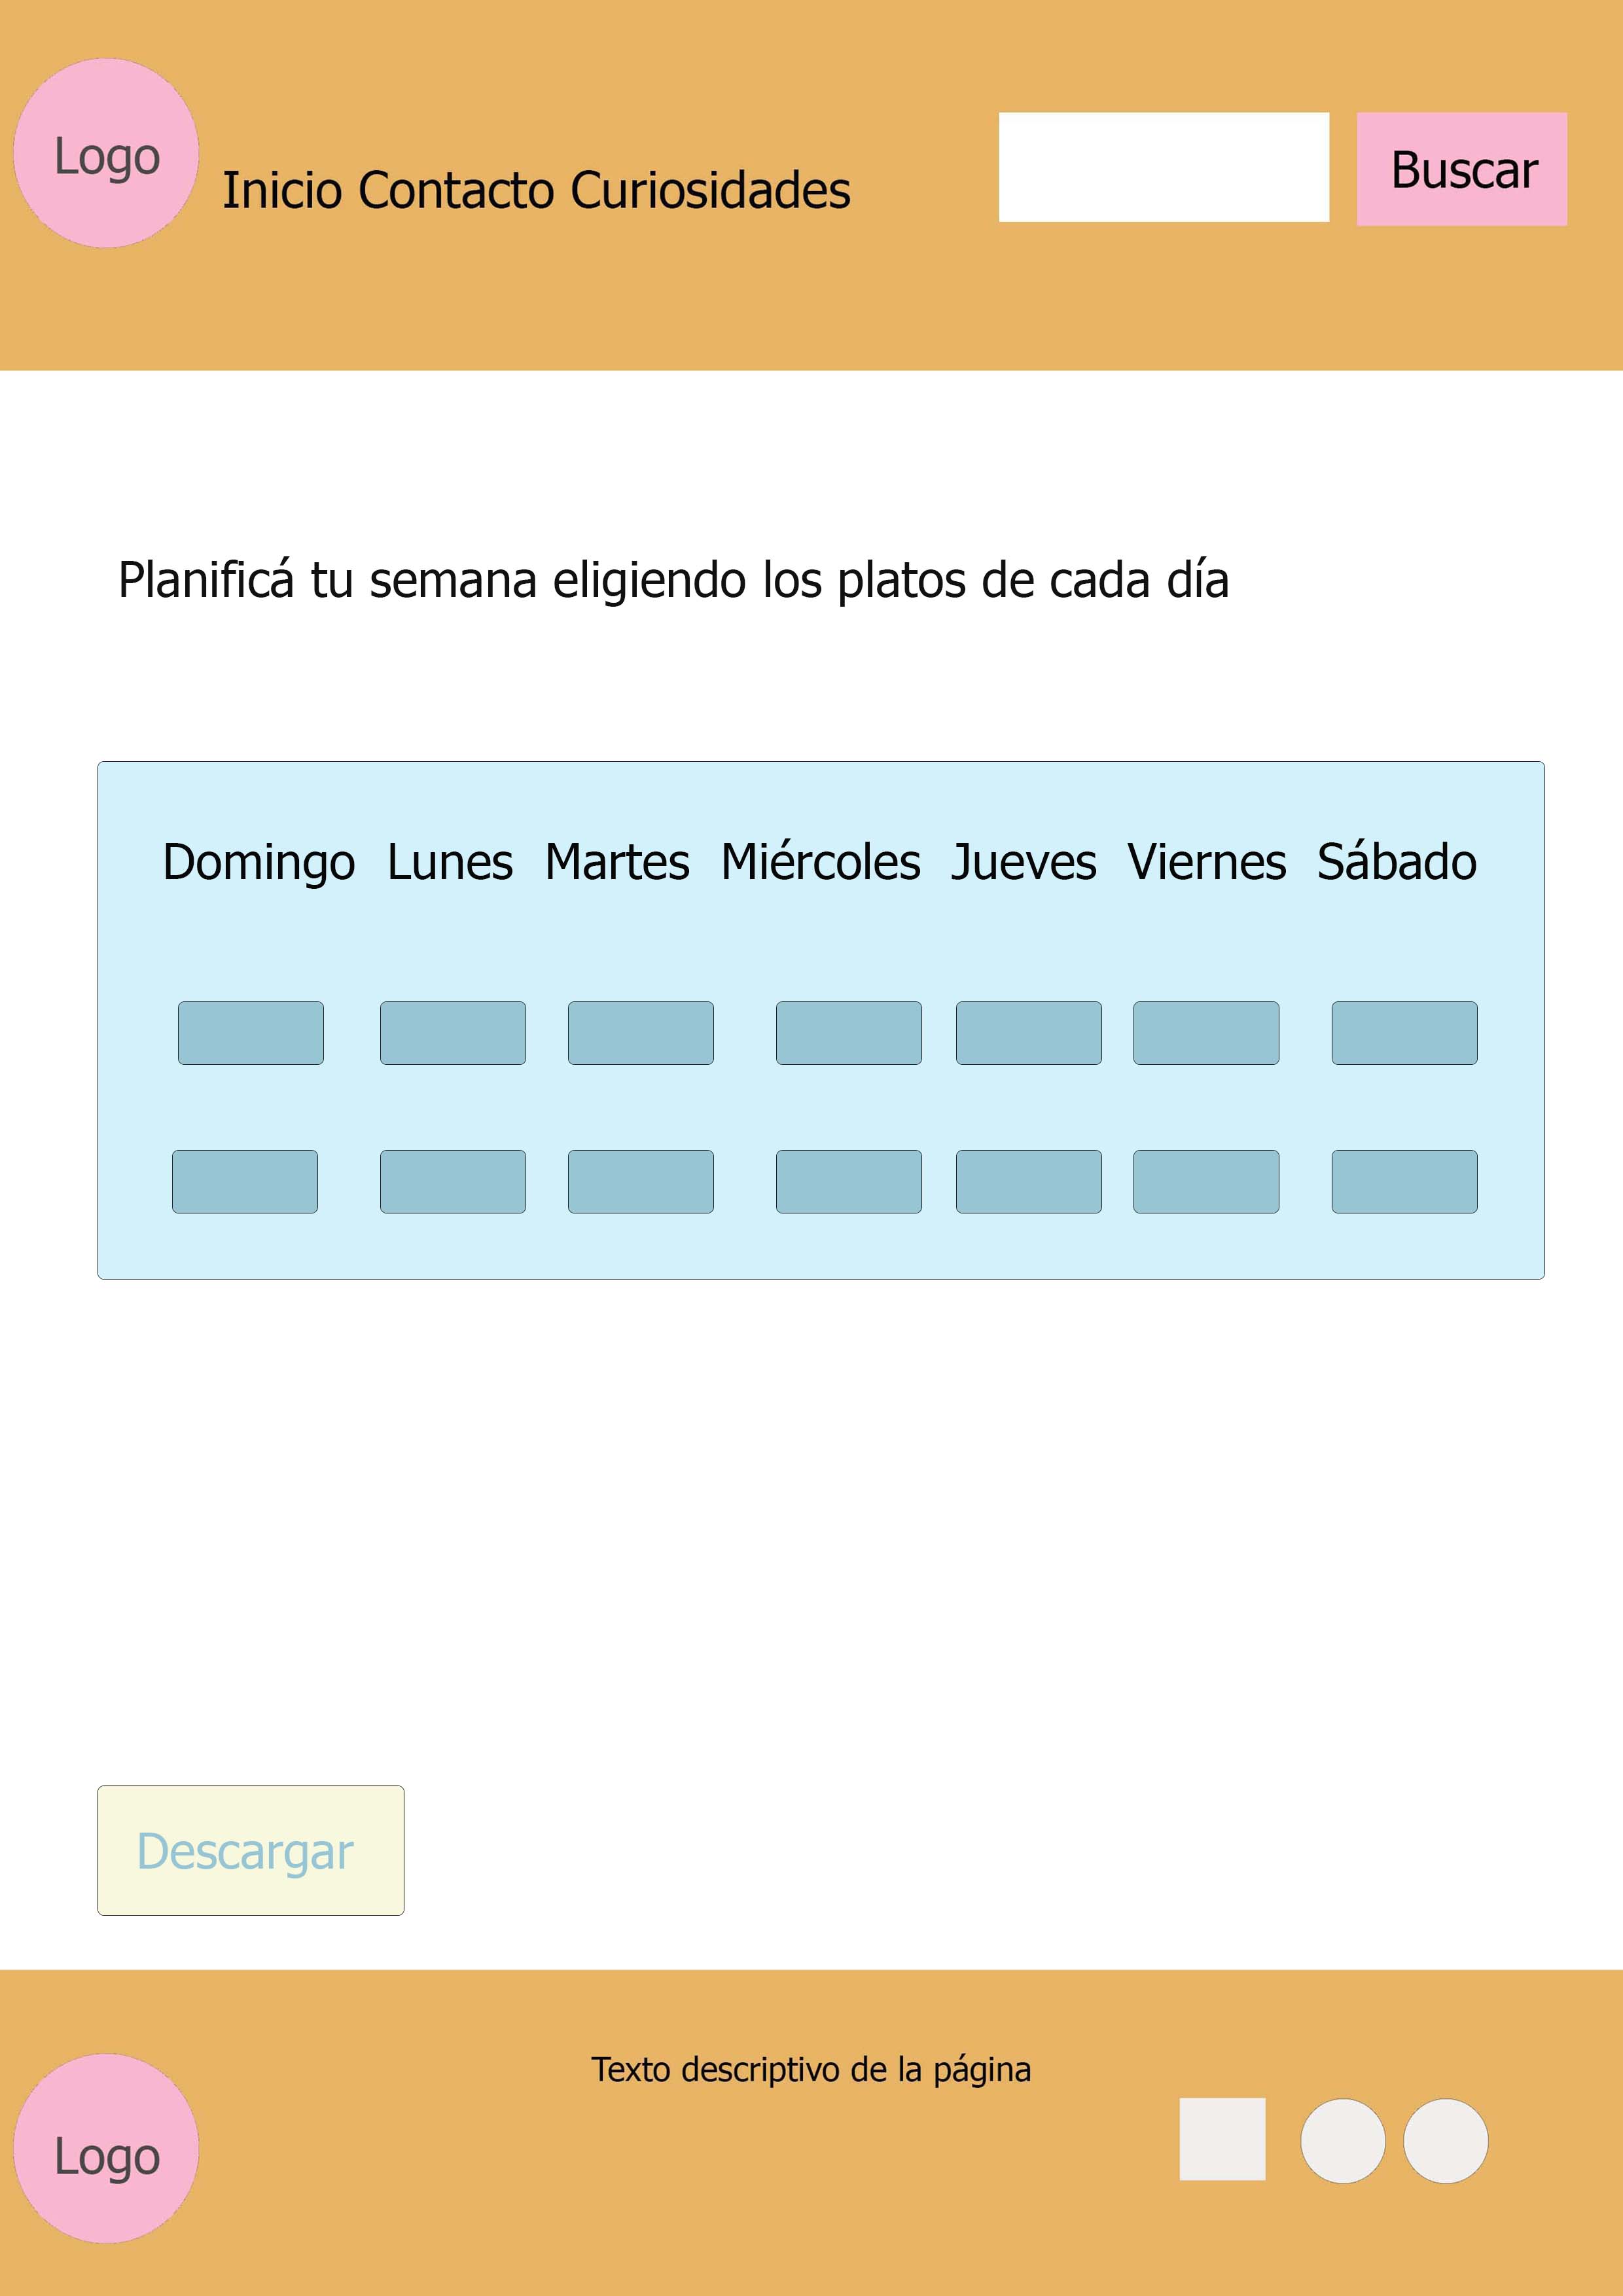 Logo
Inicio Contacto Curiosidades
Buscar
Planificá tu semana eligiendo los platos de cada día
Domingo Lunes Martes Miércoles Jueves Viernes Sábado
Descargar
Texto descriptivo de la página
Logo